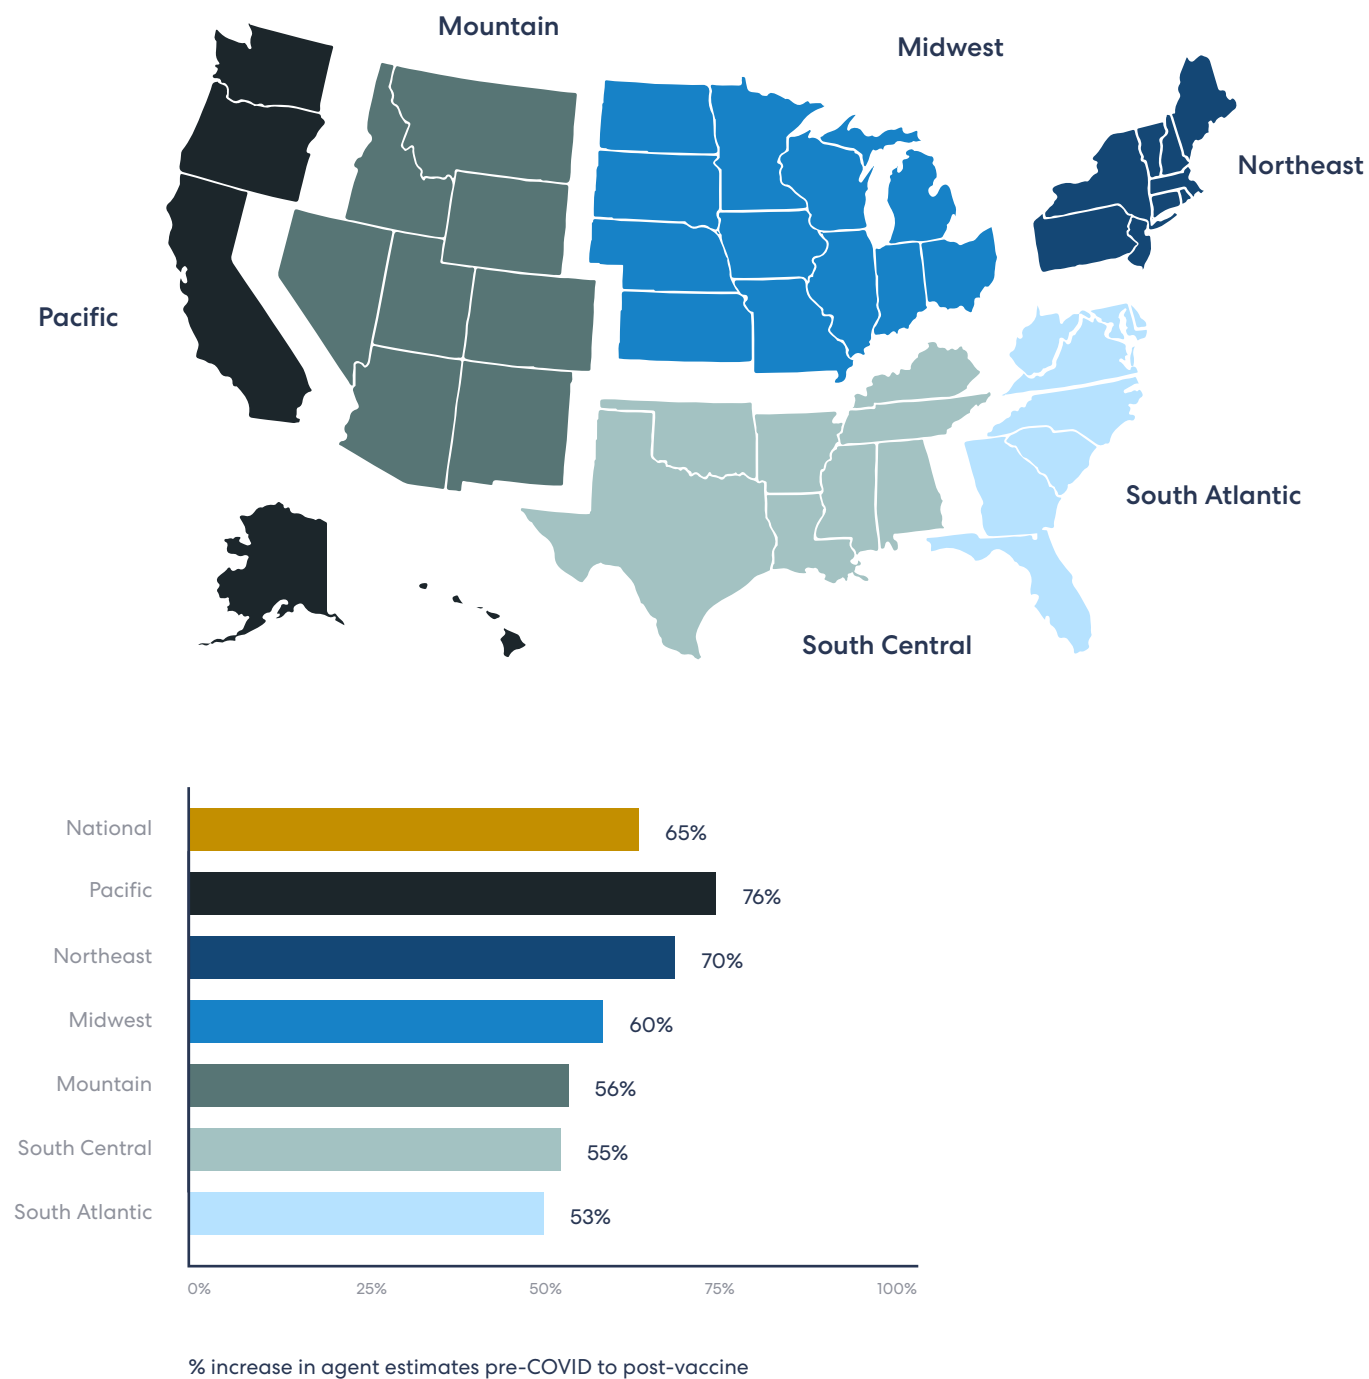 Mountain
Midwest
Northeast
Pacific
South Atlantic
South Central
National 65%
Pacific 76%
Northeast 70%
Midwest 60%
Mountain 56%
South Central 55%
South Atlantic 53%
0% 25% 50% 75% 100%
% increase in agent estimates pre-COVID to post-vaccine